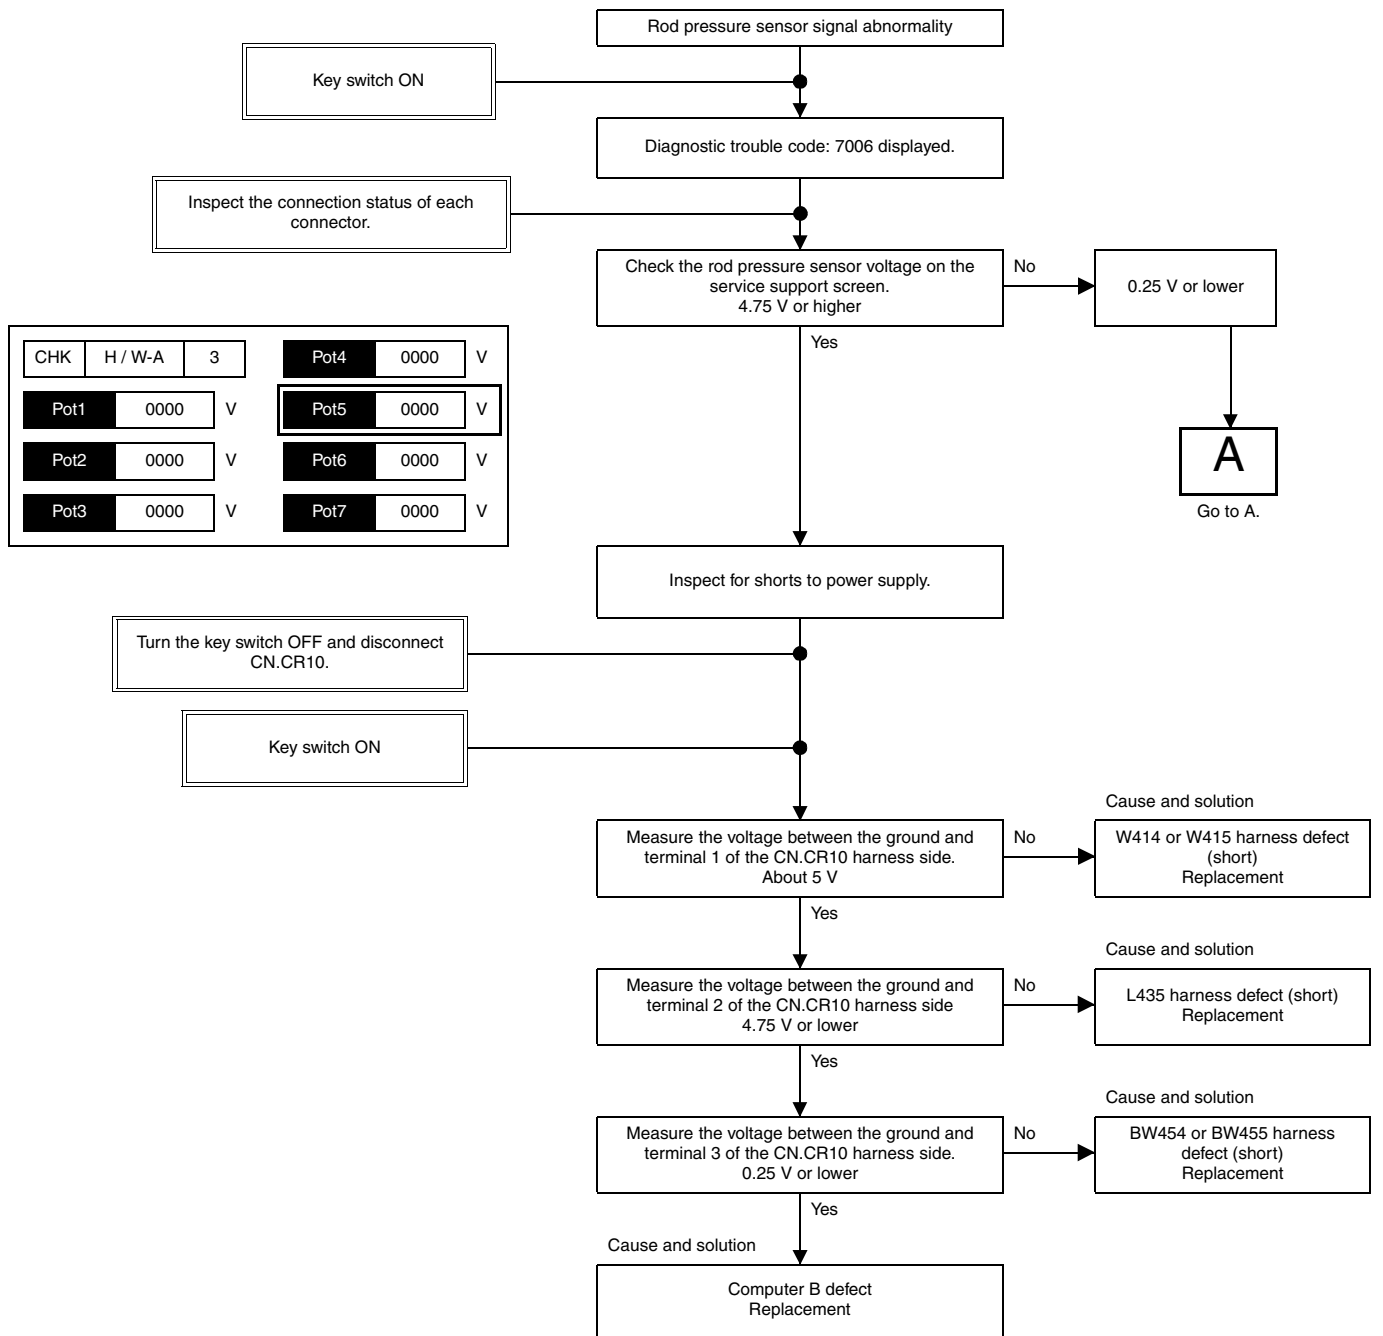 Rod pressure sensor signal abnormality
Key switch ON
Diagnostic trouble code: 7006 displayed.
Inspect the connection status of each
connector.
Check the rod pressure sensor voltage on the
service support screen.
4.75 V or higher
No
0.25 V or lower
Yes
A
Go to A.
CHK H / W-A 3
Pot4 0000 V
Pot1 0000 V
Pot5 0000 V
Pot2 0000 V
Pot6 0000 V
Pot3 0000 V
Pot7 0000 V
Inspect for shorts to power supply.
Turn the key switch OFF and disconnect
CN.CR10.
Key switch ON
Measure the voltage between the ground and
terminal 1 of the CN.CR10 harness side.
About 5 V
No
Cause and solution
W414 or W415 harness defect
(short)
Replacement
Yes
Measure the voltage between the ground and
terminal 2 of the CN.CR10 harness side
4.75 V or lower
No
Cause and solution
L435 harness defect (short)
Replacement
Yes
Measure the voltage between the ground and
terminal 3 of the CN.CR10 harness side.
0.25 V or lower
No
Cause and solution
BW454 or BW455 harness
defect (short)
Replacement
Yes
Cause and solution
Computer B defect
Replacement